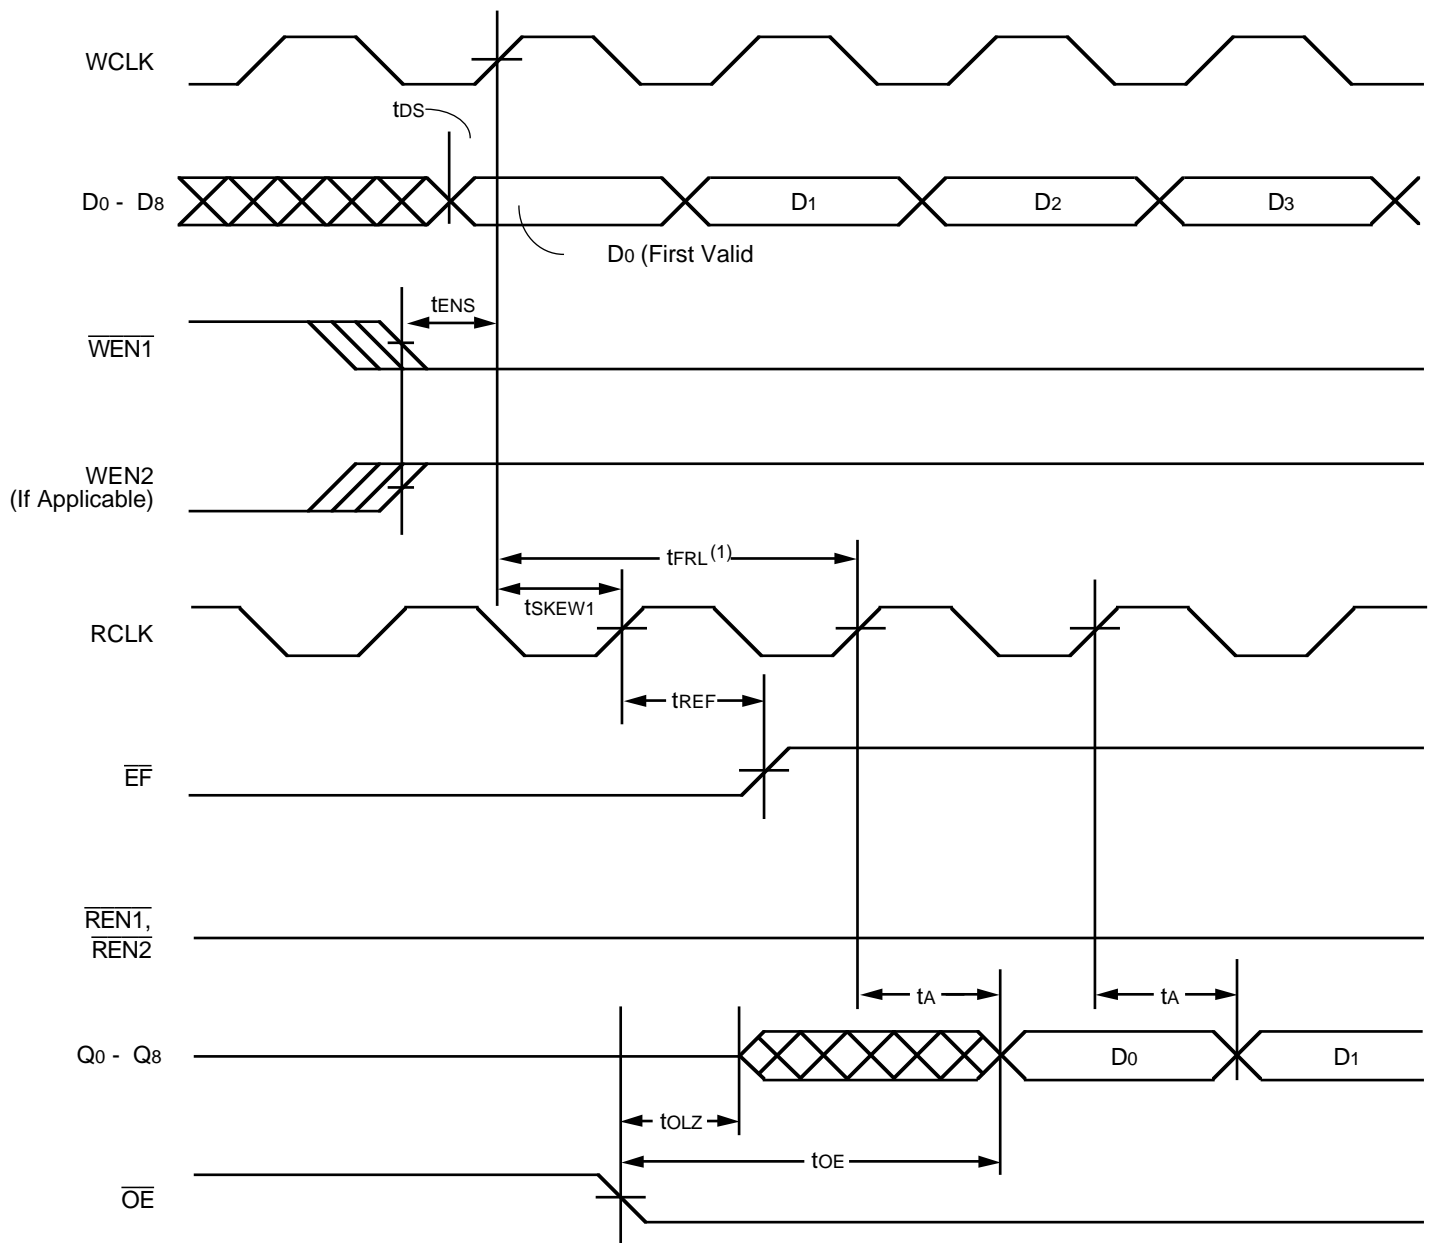 WCLK
tDS
D0 - D8
D1
D2
D3
D0 (First Valid
tENS
WEN1
WEN2
(If Applicable)
tFRL(1)
tSKEW1
RCLK
tREF
EF
REN1,
REN2
tA
tA
Q0 - Q8
D0
D1
tOLZ
tOE
OE